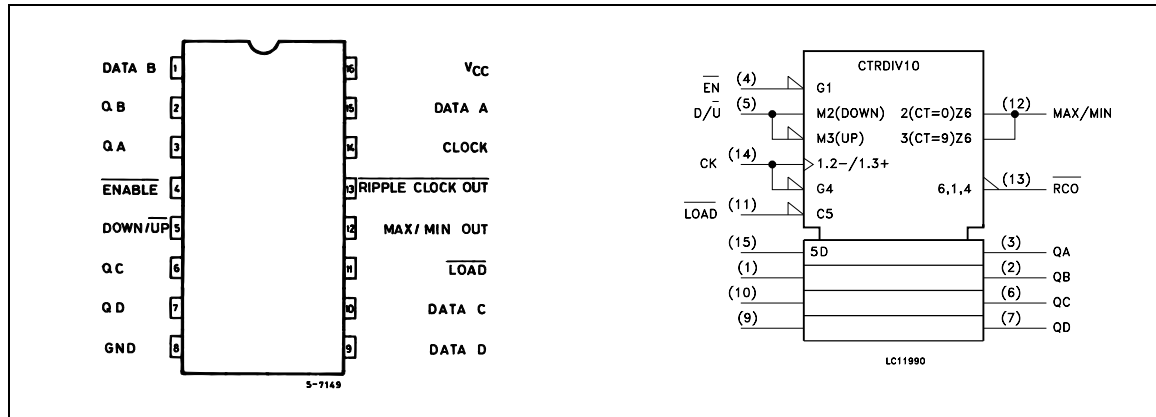 DATA B 1 16 VCC
QB 2 15 DATA A
QA 3 14 CLOCK
ENABLE 4 13 RIPPLE CLOCK OUT
DOWN/UP 5 12 MAX/MIN OUT
QC 6 11 LOAD
QD 7 10 DATA C
GND 8 9 DATA D
S-7149
CTRDIV10
EN (4) G1
D/U (5) M2(DOWN) 2(CT=0)Z6 (12) MAX/MIN
M3(UP) 3(CT=9)Z6
CK (14) 1.2-/1.3+
G4 6,1,4 (13) RCO
LOAD (11) C5
(15) 5D (3) QA
(1) (2) QB
(10) (6) QC
(9) (7) QD
LC11990